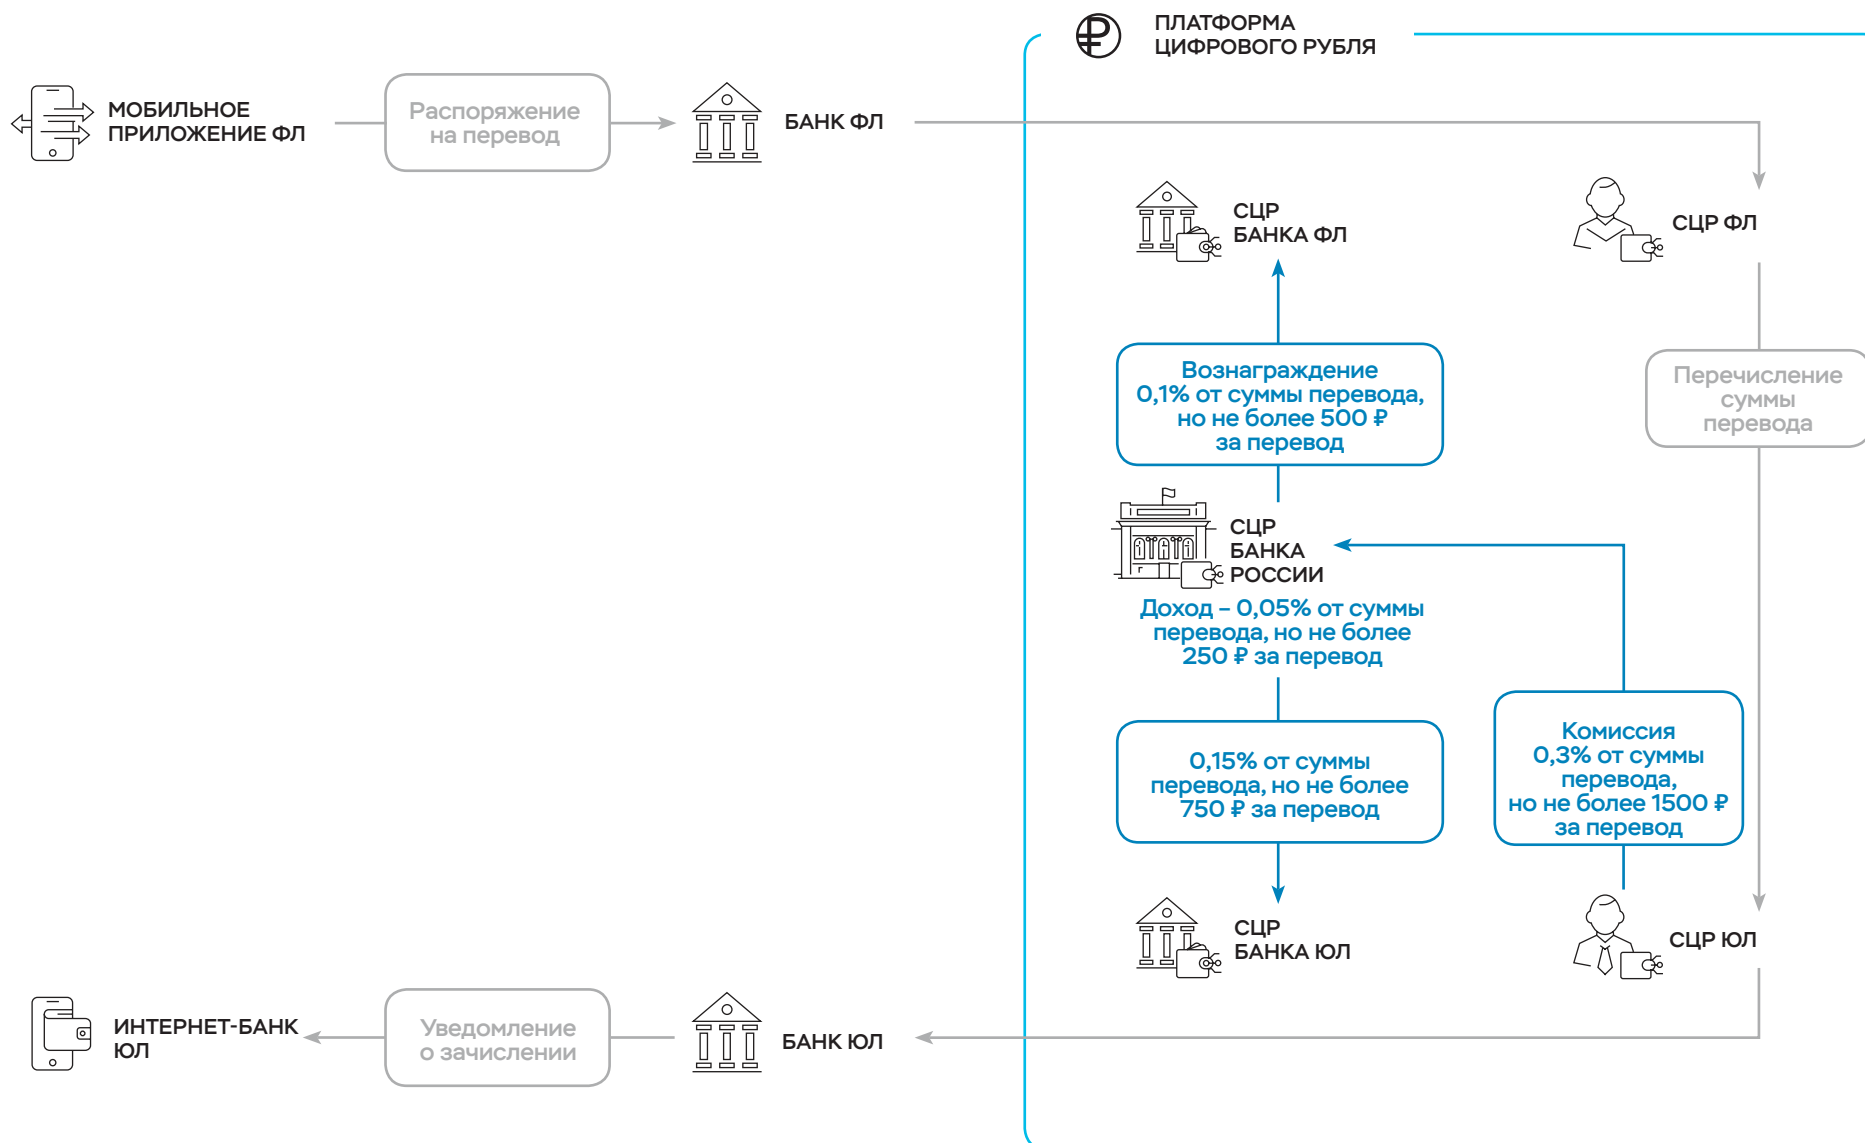 ПЛАТФОРМА
ЦИФРОВОГО РУБЛЯ
МОБИЛЬНОЕ
ПРИЛОЖЕНИЕ ФЛ
Распоряжение
на перевод
БАНК ФЛ
СЦР
БАНКА ФЛ
СЦР ФЛ
Вознаграждение
0,1% от суммы перевода,
но не более 500 ₽
за перевод
Перечисление
суммы
перевода
СЦР
БАНКА
РОССИИ
Доход – 0,05% от суммы
перевода, но не более
250 ₽ за перевод
0,15% от суммы
перевода, но не более
750 ₽ за перевод
Комиссия
0,3% от суммы
перевода,
но не более 1500 ₽
за перевод
СЦР
БАНКА ЮЛ
СЦР ЮЛ
ИНТЕРНЕТ-БАНК
ЮЛ
Уведомление
о зачислении
БАНК ЮЛ